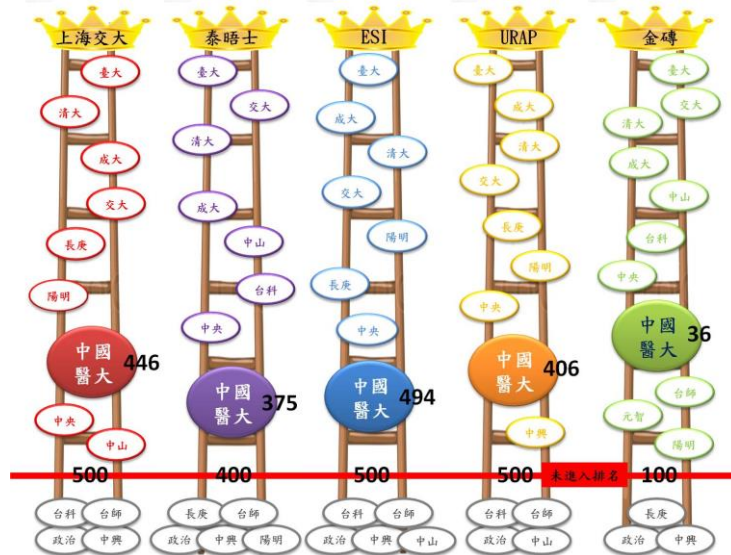 上海交大
臺大
清大
成大
交大
長庚
陽明
中國
醫大
446
中央
中山
500
台科
台師
政治
中興
泰晤士
臺大
交大
清大
成大
中山
台科
中央
中國
醫大
375
400
長庚
台師
政治
中興
陽明
ESI
臺大
成大
清大
交大
陽明
長庚
中央
中國
醫大
494
500
台科
台師
政治
中興
中山
URAP
臺大
成大
清大
交大
長庚
陽明
中央
中國
醫大
406
中興
500
台科
台師
政治
中山
未進入排名
金磚
臺大
交大
清大
成大
中山
台科
中央
中國
醫大
36
台師
元智
陽明
100
長庚
政治
中興